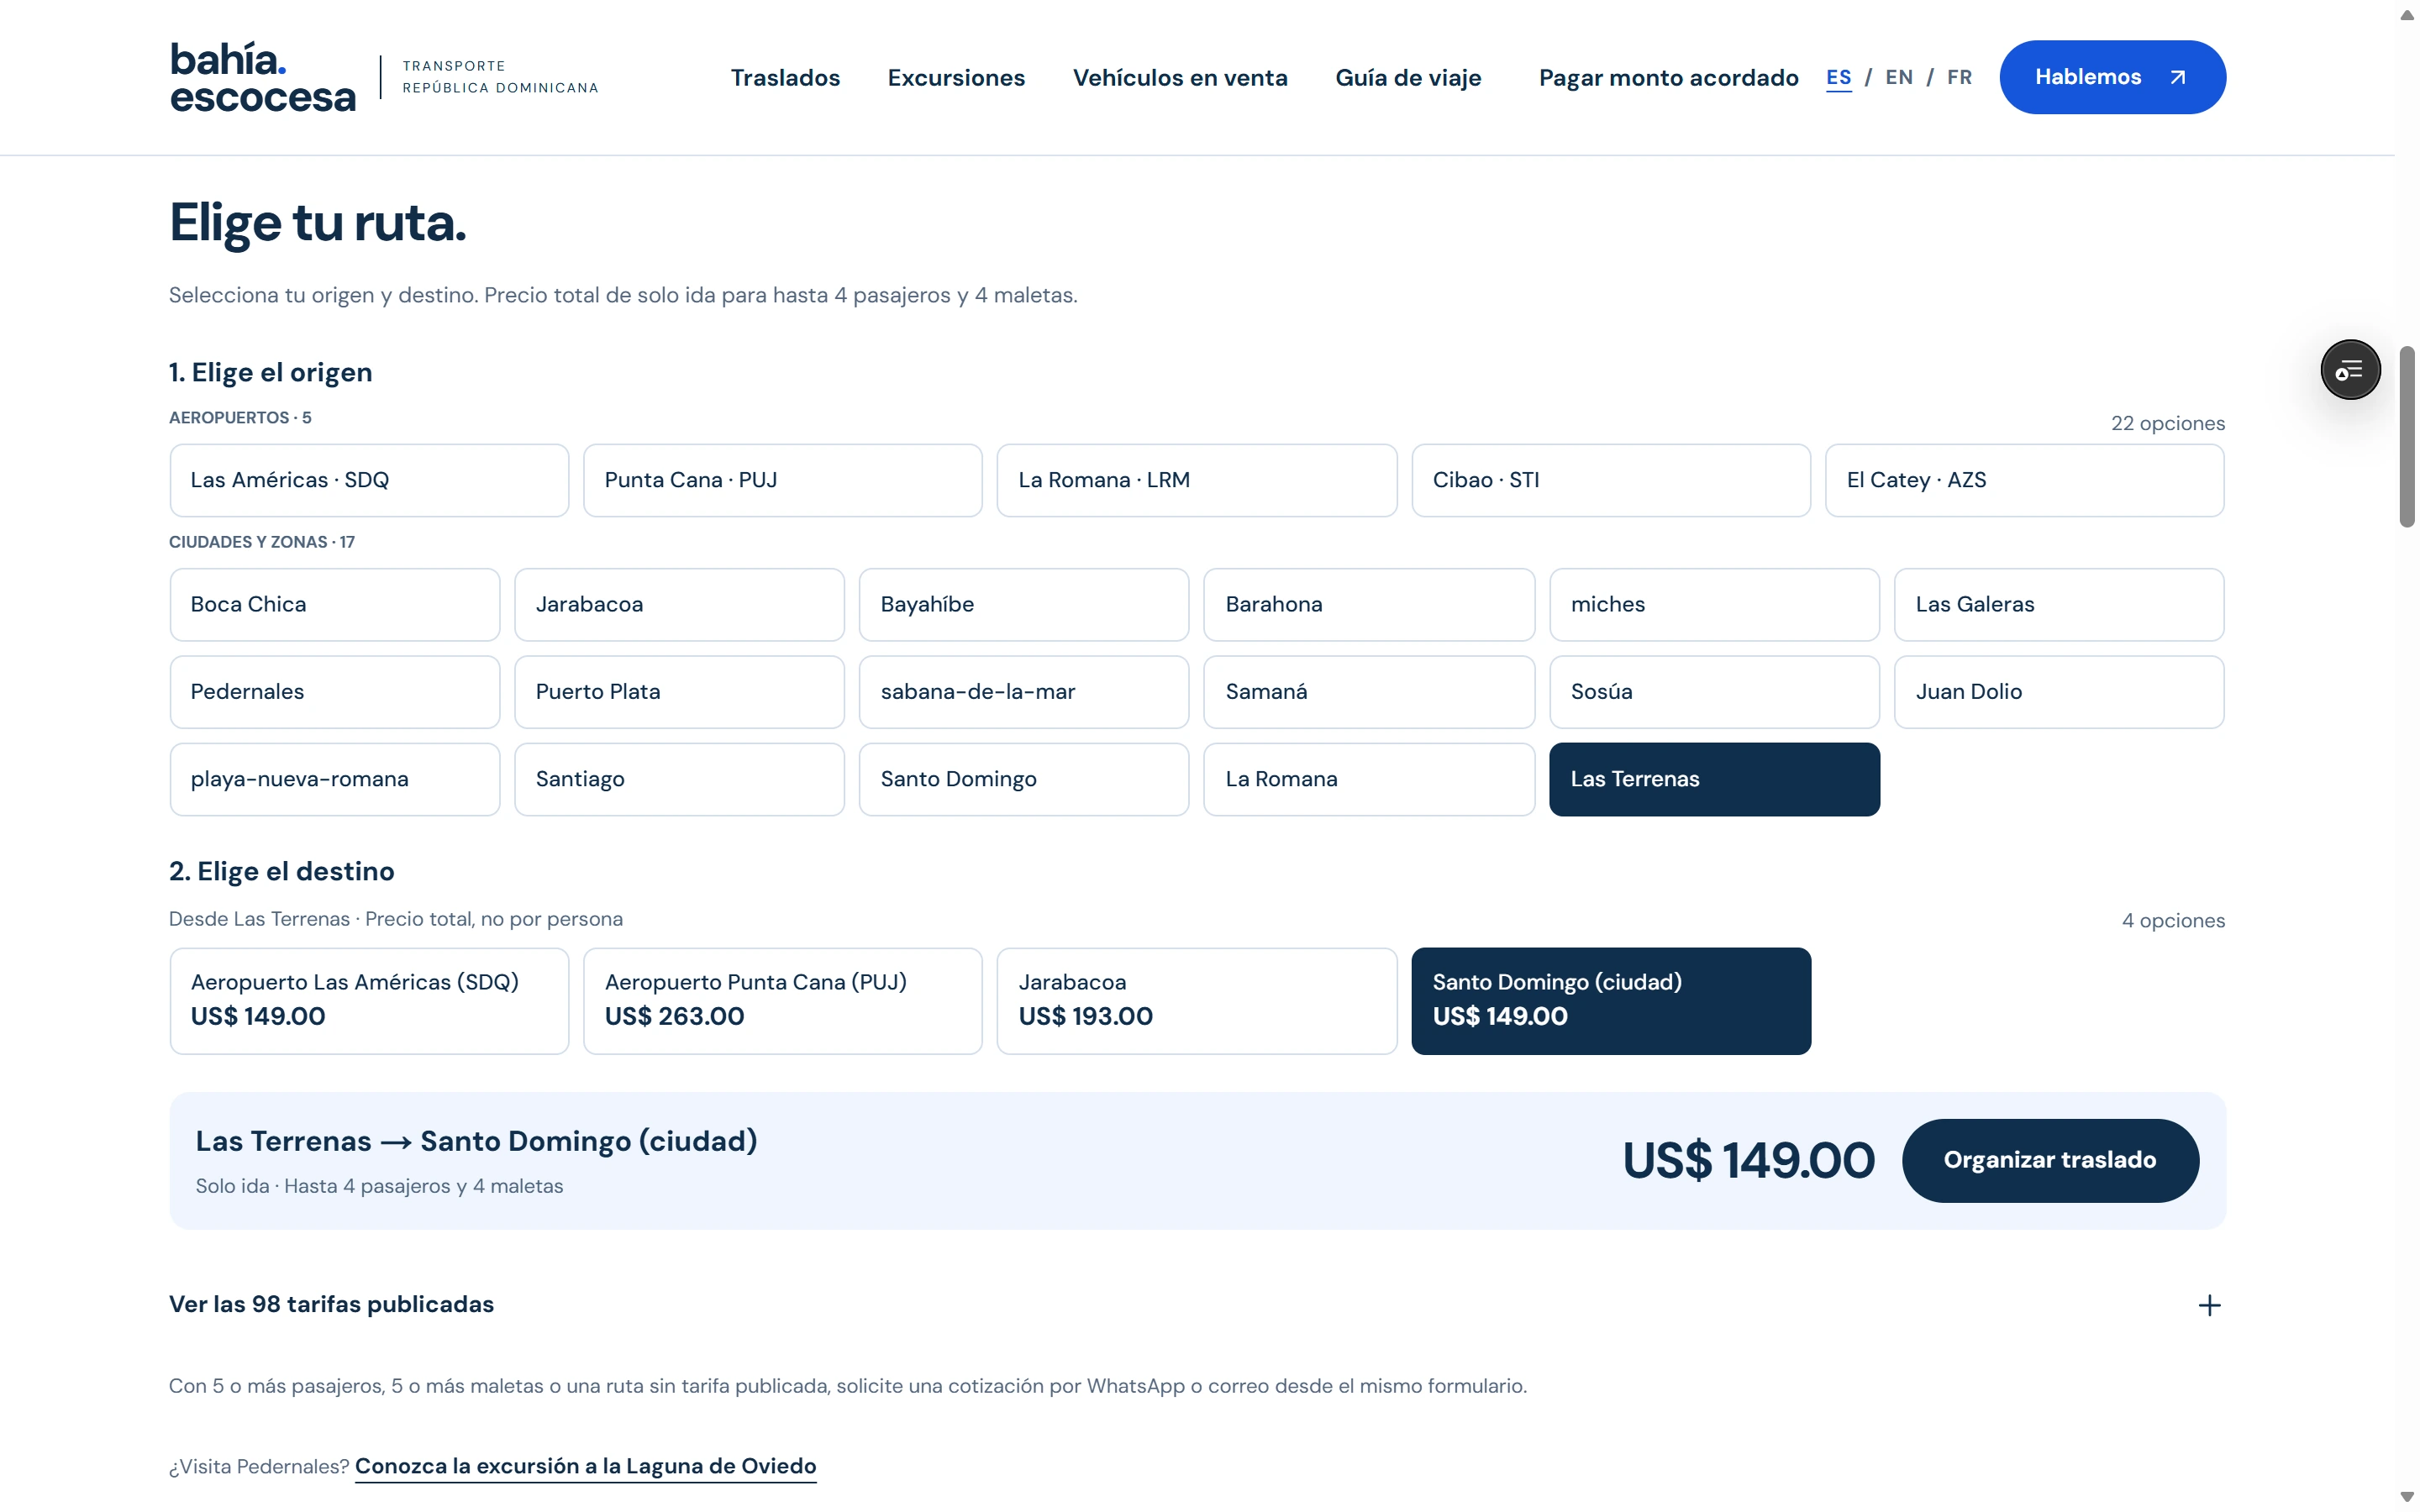 bahía.
escocesa
TRANSPORTE
REPÚBLICA DOMINICANA
Traslados
Excursiones
Vehículos en venta
Guía de viaje
Pagar monto acordado
ES / EN / FR
Hablemos
Elige tu ruta.
Selecciona tu origen y destino. Precio total de solo ida para hasta 4 pasajeros y 4 maletas.
1. Elige el origen
AEROPUERTOS · 5
22 opciones
Las Américas · SDQ
Punta Cana · PUJ
La Romana · LRM
Cibao · STI
El Catey · AZS
CIUDADES Y ZONAS · 17
Boca Chica
Jarabacoa
Bayahíbe
Barahona
miches
Las Galeras
Pedernales
Puerto Plata
sabana-de-la-mar
Samaná
Sosúa
Juan Dolio
playa-nueva-romana
Santiago
Santo Domingo
La Romana
Las Terrenas
2. Elige el destino
Desde Las Terrenas · Precio total, no por persona
4 opciones
Aeropuerto Las Américas (SDQ)
US$ 149.00
Aeropuerto Punta Cana (PUJ)
US$ 263.00
Jarabacoa
US$ 193.00
Santo Domingo (ciudad)
US$ 149.00
Las Terrenas → Santo Domingo (ciudad)
Solo ida · Hasta 4 pasajeros y 4 maletas
US$ 149.00
Organizar traslado
Ver las 98 tarifas publicadas
Con 5 o más pasajeros, 5 o más maletas o una ruta sin tarifa publicada, solicite una cotización por WhatsApp o correo desde el mismo formulario.
¿Visita Pedernales? Conozca la excursión a la Laguna de Oviedo